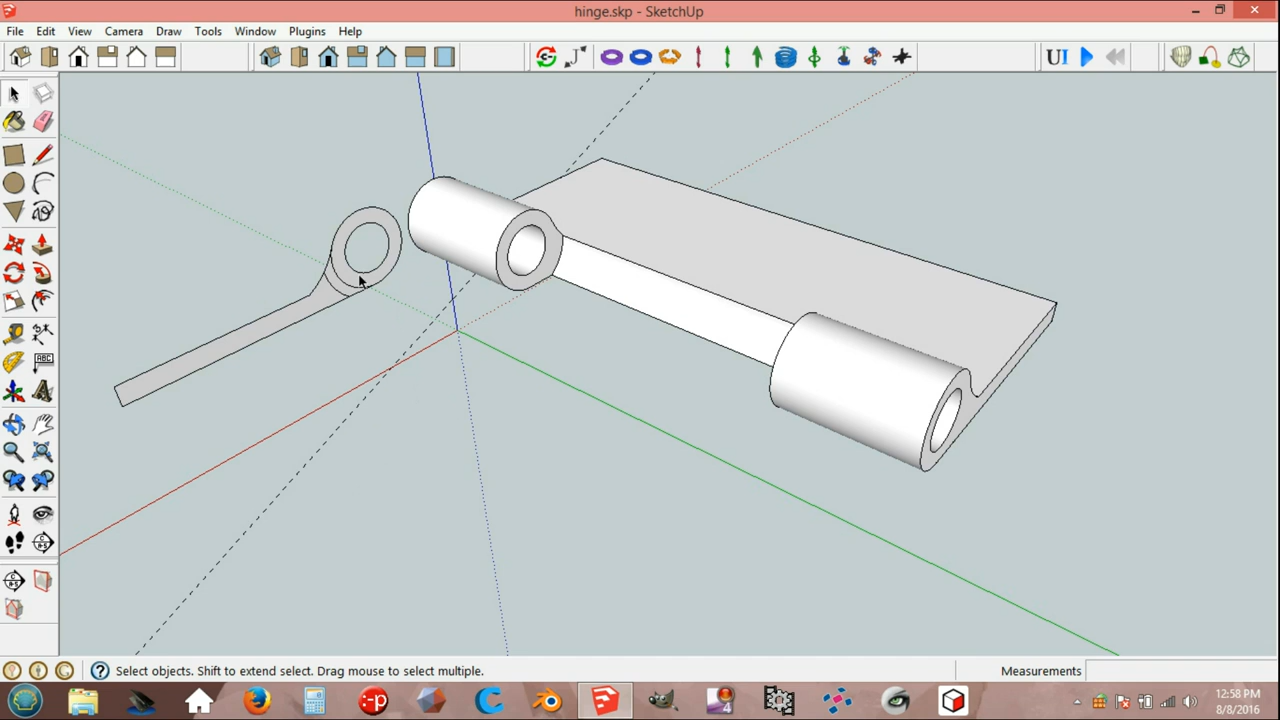 hinge.skp - SketchUp
File Edit View Camera Draw Tools Window Plugins Help
UI
ABC
A
Select objects. Shift to extend select. Drag mouse to select multiple.
Measurements
12:58 PM
8/8/2016